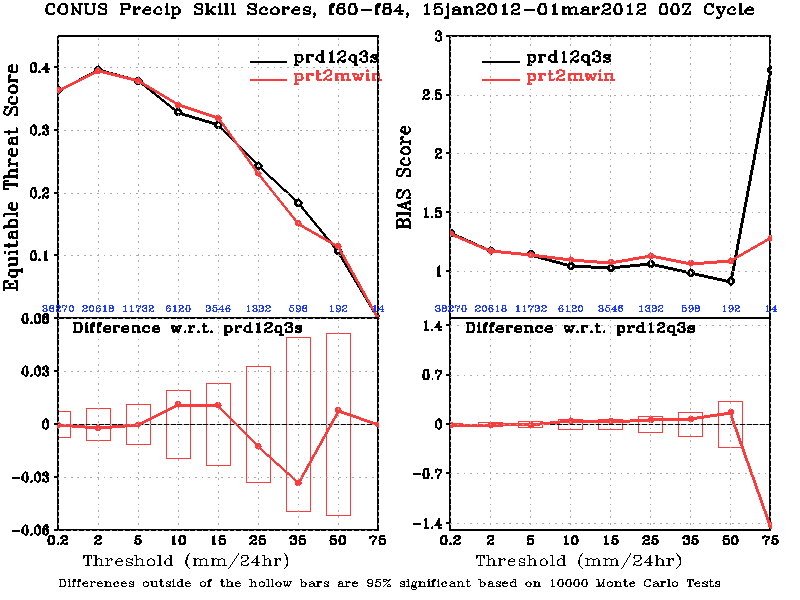 CONUS Precip Skill Scores, f60-f84, 15jan2012-01mar2012 00Z Cycle
Equitable Threat Score
0.4
0.3
0.2
0.1
prd12q3s
prt2mwin
20618 11732 6120 3546 1332 598 192 14
BIAS Score
3
2.5
2
1.5
1
prd12q3s
prt2mwin
20618 11732 6120 3546 1332 598 192 14
Difference w.r.t. prd12q3s
0.03
0
-0.03
-0.06
0.2 2 5 10 15 25 35 50 75
Threshold (mm/24hr)
Difference w.r.t. prd12q3s
1.4
0.7
0
-0.7
-1.4
0.2 2 5 10 15 25 35 50 75
Threshold (mm/24hr)
Differences outside of the hollow bars are 95% significant based on 10000 Monte Carlo Tests